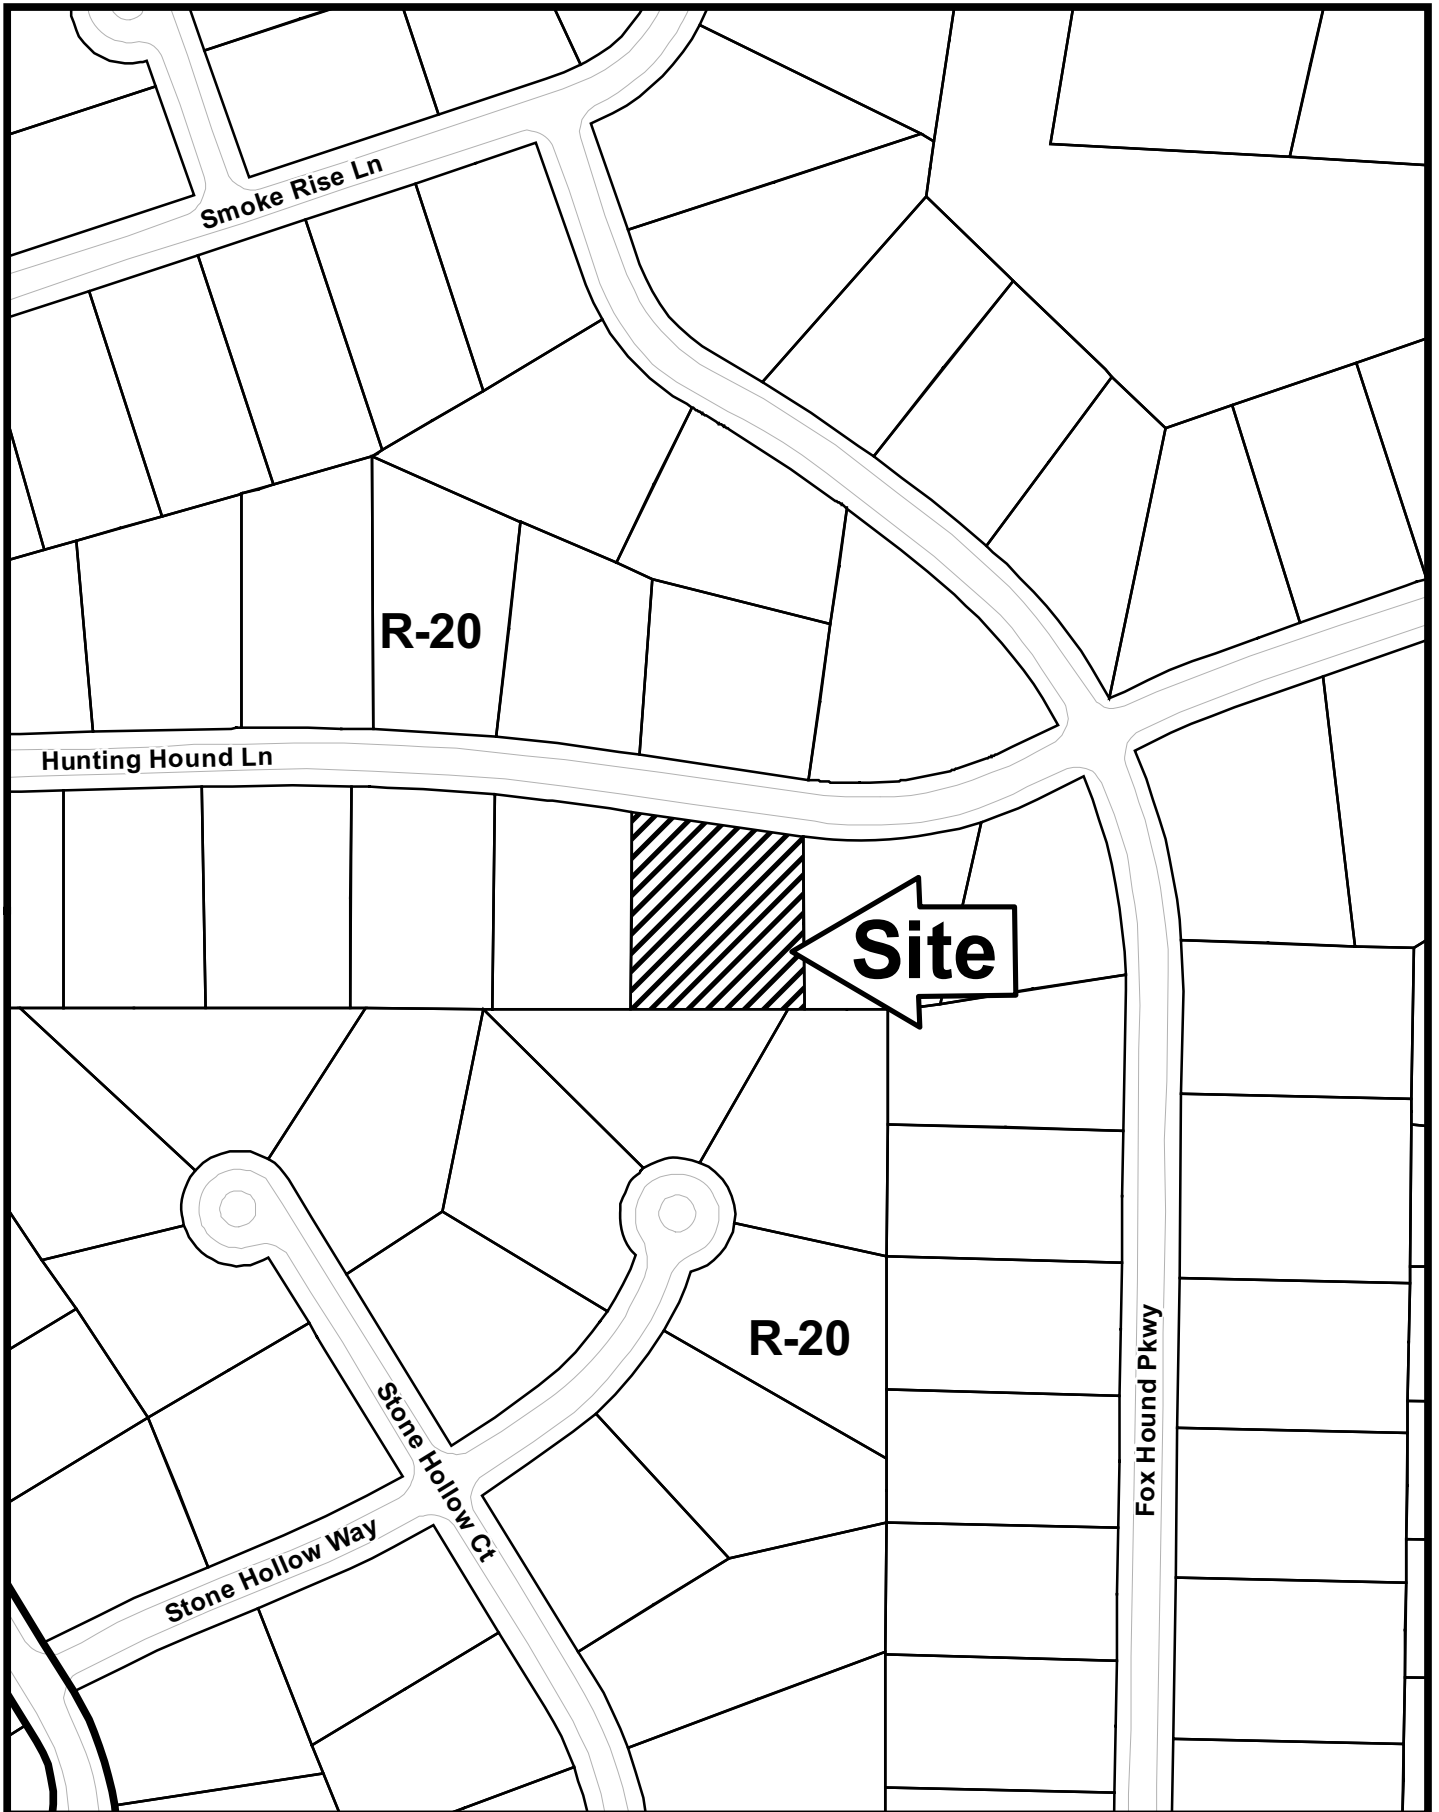 Smoke Rise Ln
R-20
Hunting Hound Ln
Site
R-20
Fox Hound Pkwy
Stone Hollow Ct
Stone Hollow Way